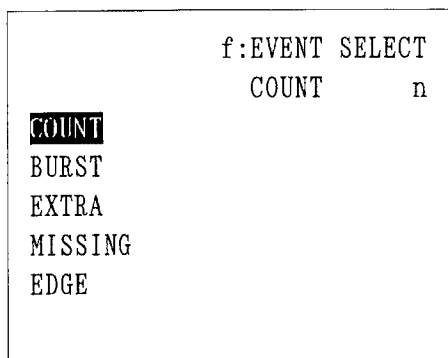 f:EVENT SELECT
COUNT n
COUNT
BURST
EXTRA
MISSING
EDGE